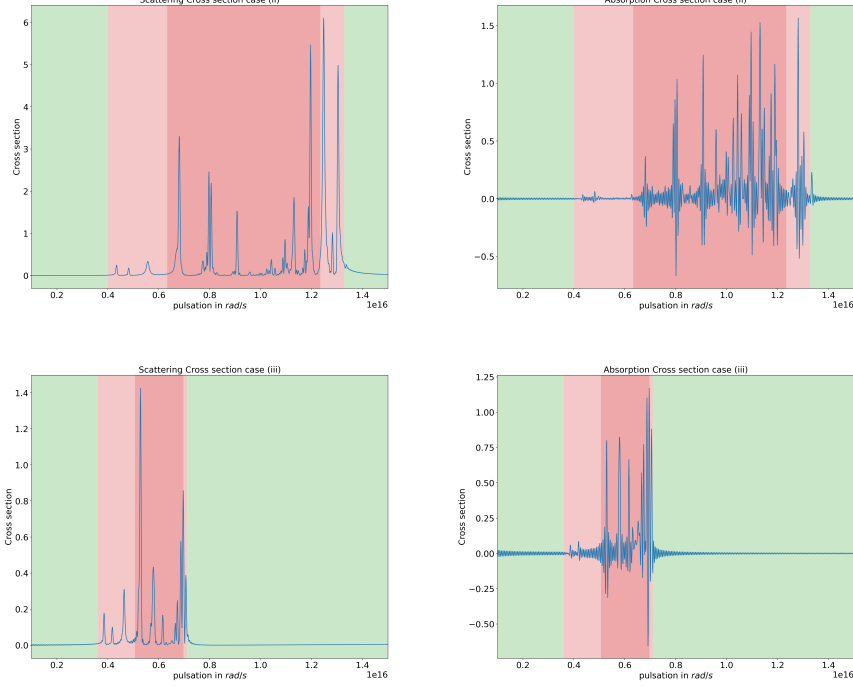 Scattering Cross section case (ii)
Absorption Cross section case (ii)
Cross section
6
5
4
3
2
1
0
0.2 0.4 0.6 0.8 1.0 1.2 1.4
1e16
pulsation in rad/s
Cross section
1.5
1.0
0.5
0.0
−0.5
0.2 0.4 0.6 0.8 1.0 1.2 1.4
1e16
pulsation in rad/s
Scattering Cross section case (iii)
Cross section
1.4
1.2
1.0
0.8
0.6
0.4
0.2
0.0
0.2 0.4 0.6 0.8 1.0 1.2 1.4
1e16
pulsation in rad/s
Absorption Cross section case (iii)
Cross section
1.25
1.00
0.75
0.50
0.25
0.00
−0.25
−0.50
0.2 0.4 0.6 0.8 1.0 1.2 1.4
1e16
pulsation in rad/s